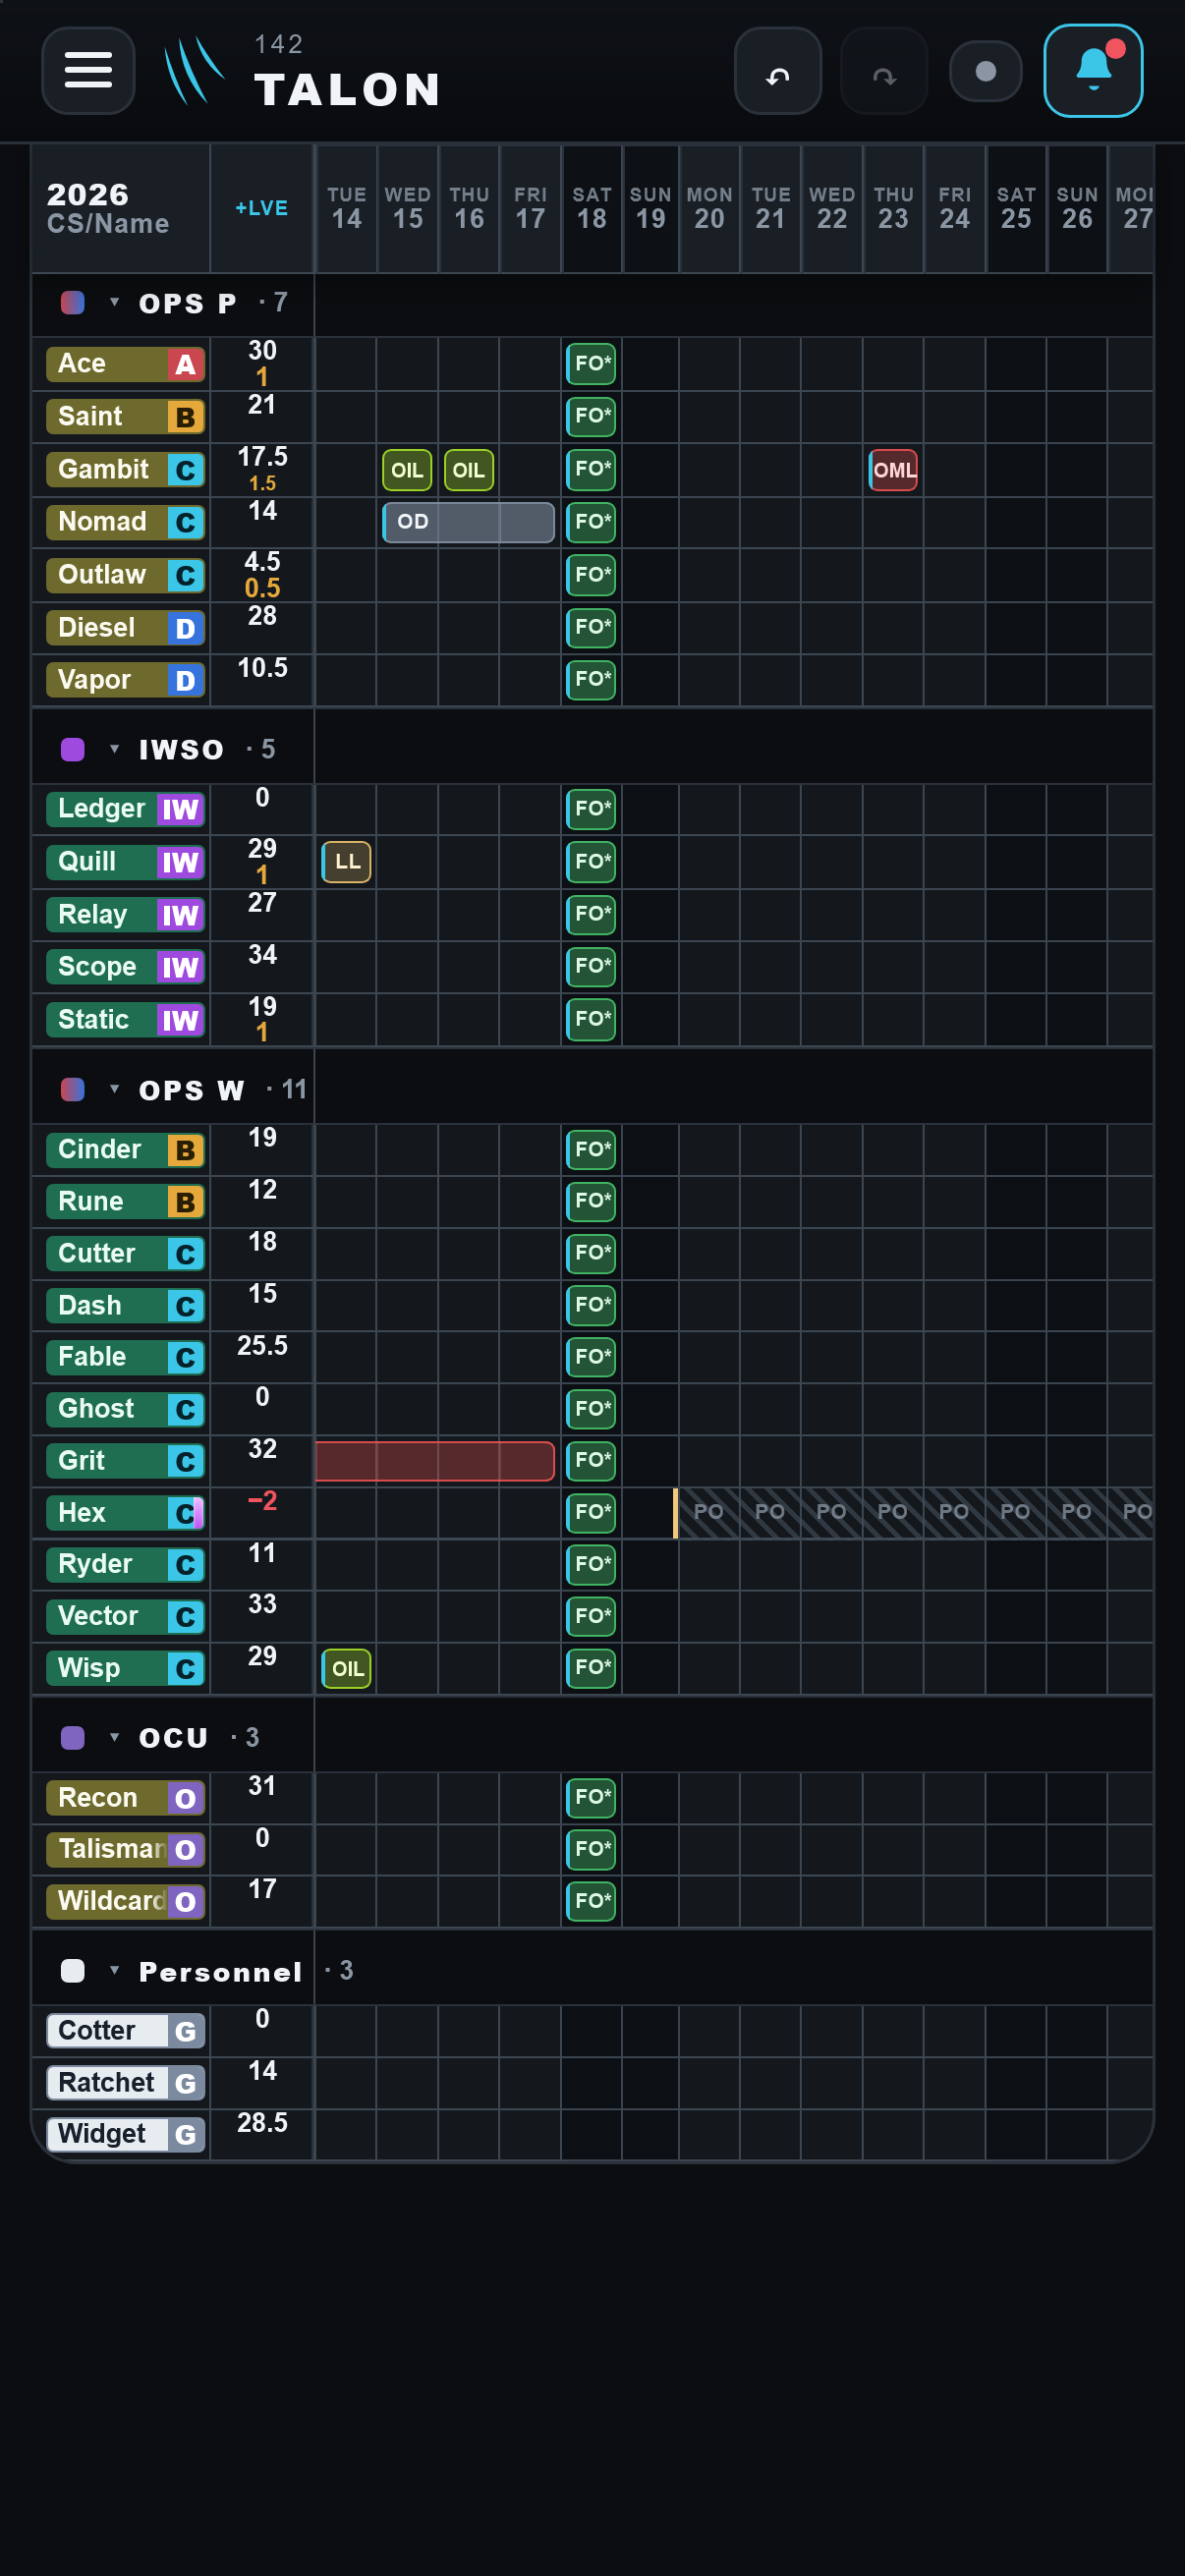 142
TALON
2026
CS/Name
+LVE
TUE 14 WED 15 THU 16 FRI 17 SAT 18 SUN 19 MON 20 TUE 21 WED 22 THU 23 FRI 24 SAT 25 SUN 26 MON 27
OPS P · 7
Ace A 30 1 FO*
Saint B 21 FO*
Gambit C 17.5 1.5 OIL OIL FO* OML
Nomad C 14 OD FO*
Outlaw C 4.5 0.5 FO*
Diesel D 28 FO*
Vapor D 10.5 FO*
IWSO · 5
Ledger IW 0 FO*
Quill IW 29 1 LL FO*
Relay IW 27 FO*
Scope IW 34 FO*
Static IW 19 1 FO*
OPS W · 11
Cinder B 19 FO*
Rune B 12 FO*
Cutter C 18 FO*
Dash C 15 FO*
Fable C 25.5 FO*
Ghost C 0 FO*
Grit C 32 FO*
Hex C −2 FO* PO PO PO PO PO PO PO PO
Ryder C 11 FO*
Vector C 33 FO*
Wisp C 29 OIL FO*
OCU · 3
Recon O 31 FO*
Talisman O 0 FO*
Wildcard O 17 FO*
Personnel · 3
Cotter G 0
Ratchet G 14
Widget G 28.5